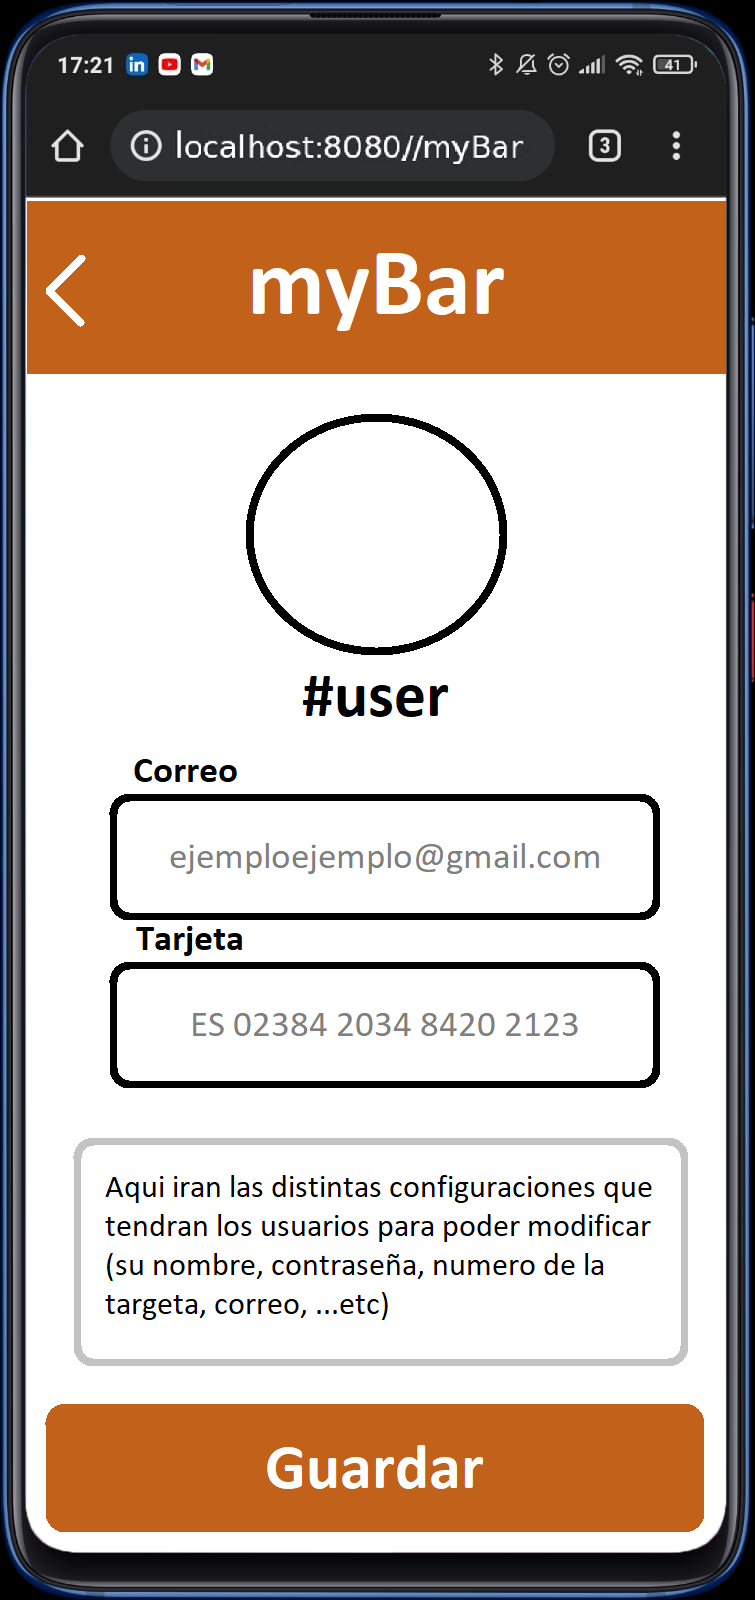 17:21
41
localhost:8080//myBar
3
myBar
#user
Correo
ejemploejemplo@gmail.com
Tarjeta
ES 02384 2034 8420 2123
Aqui iran las distintas configuraciones que
tendran los usuarios para poder modificar
(su nombre, contraseña, numero de la
targeta, correo, ...etc)
Guardar